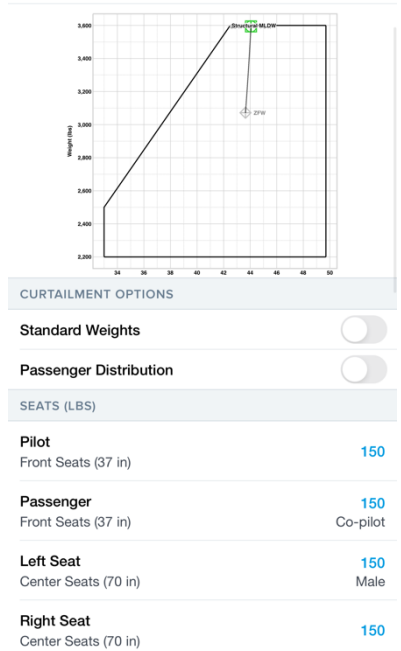 3,600
Structural MLDW
3,400
3,200
ZFW
3,000
Weight (lbs)
2,800
2,600
2,400
2,200
34 36 38 40 42 44 46 48 50
CURTAILMENT OPTIONS
Standard Weights
Passenger Distribution
SEATS (LBS)
Pilot
150
Front Seats (37 in)
Passenger
150
Front Seats (37 in)
Co-pilot
Left Seat
150
Center Seats (70 in)
Male
Right Seat
150
Center Seats (70 in)